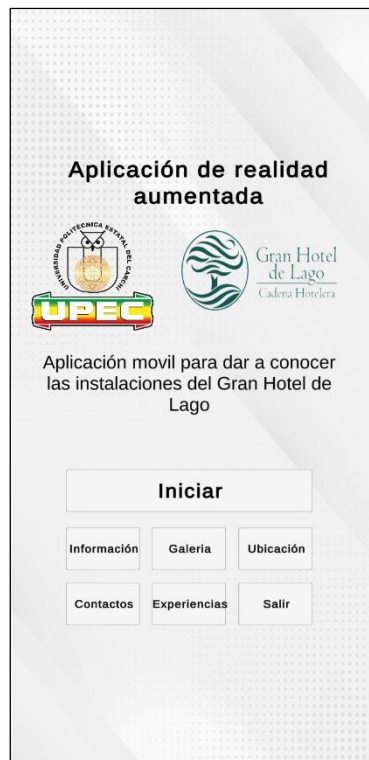 Aplicación de realidad
aumentada
UNIVERSIDAD POLITÉCNICA ESTATAL DEL CARCHI
UPEC
Gran Hotel
de Lago
Cadena Hotelera
Aplicación movil para dar a conocer
las instalaciones del Gran Hotel de
Lago
Iniciar
Información Galeria Ubicación
Contactos Experiencias Salir